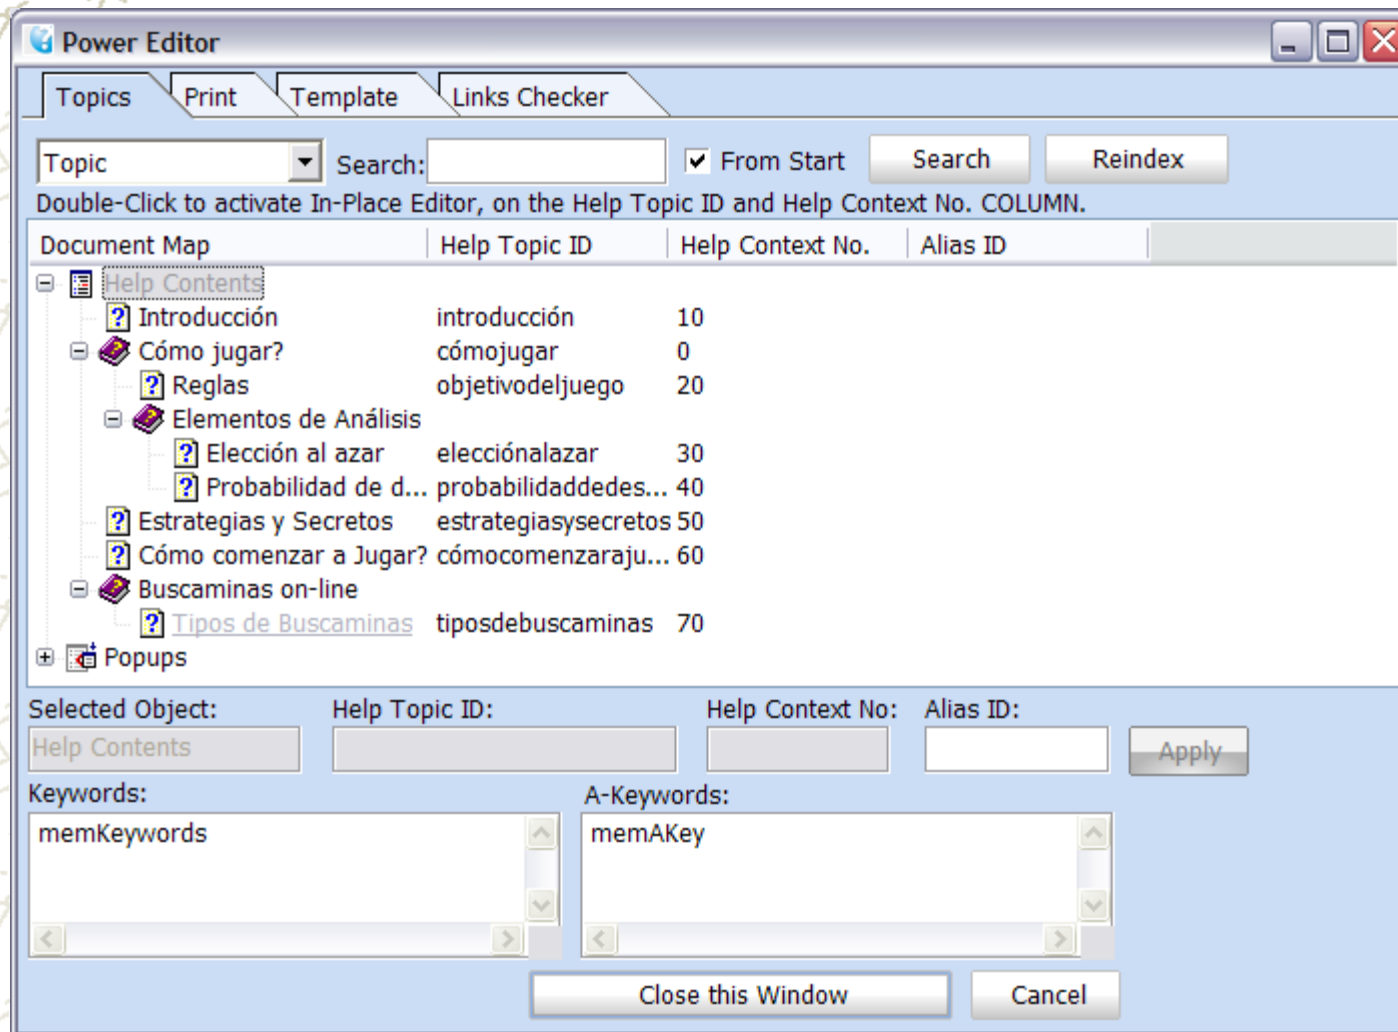 Power Editor
Topics Print Template Links Checker
Topic Search: From Start Search Reindex
Double-Click to activate In-Place Editor, on the Help Topic ID and Help Context No. COLUMN.
Document Map Help Topic ID Help Context No. Alias ID
Help Contents
Introducción introducción 10
Cómo jugar? cómojugar 0
Reglas objetivodeljuego 20
Elementos de Análisis
Elección al azar elecciónalazar 30
Probabilidad de d... probabilidaddedes... 40
Estrategias y Secretos estrategiasysecretos 50
Cómo comenzar a Jugar? cómocomenzaraju... 60
Buscaminas on-line
Tipos de Buscaminas tiposdebuscaminas 70
Popups
Selected Object: Help Topic ID: Help Context No: Alias ID:
Help Contents Apply
Keywords: A-Keywords:
memKeywords memAKey
Close this Window Cancel